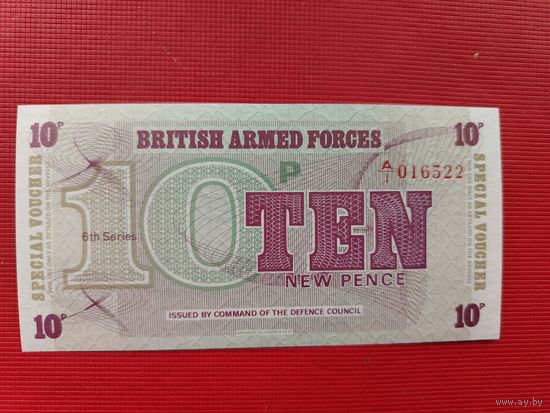 10P
BRITISH ARMED FORCES
10P
A/1 016522
SPECIAL VOUCHER
10
P
TEN
6th Series
NEW PENCE
SPECIAL VOUCHER
ISSUED BY COMMAND OF THE DEFENCE COUNCIL
10P
10P
www.ay.by